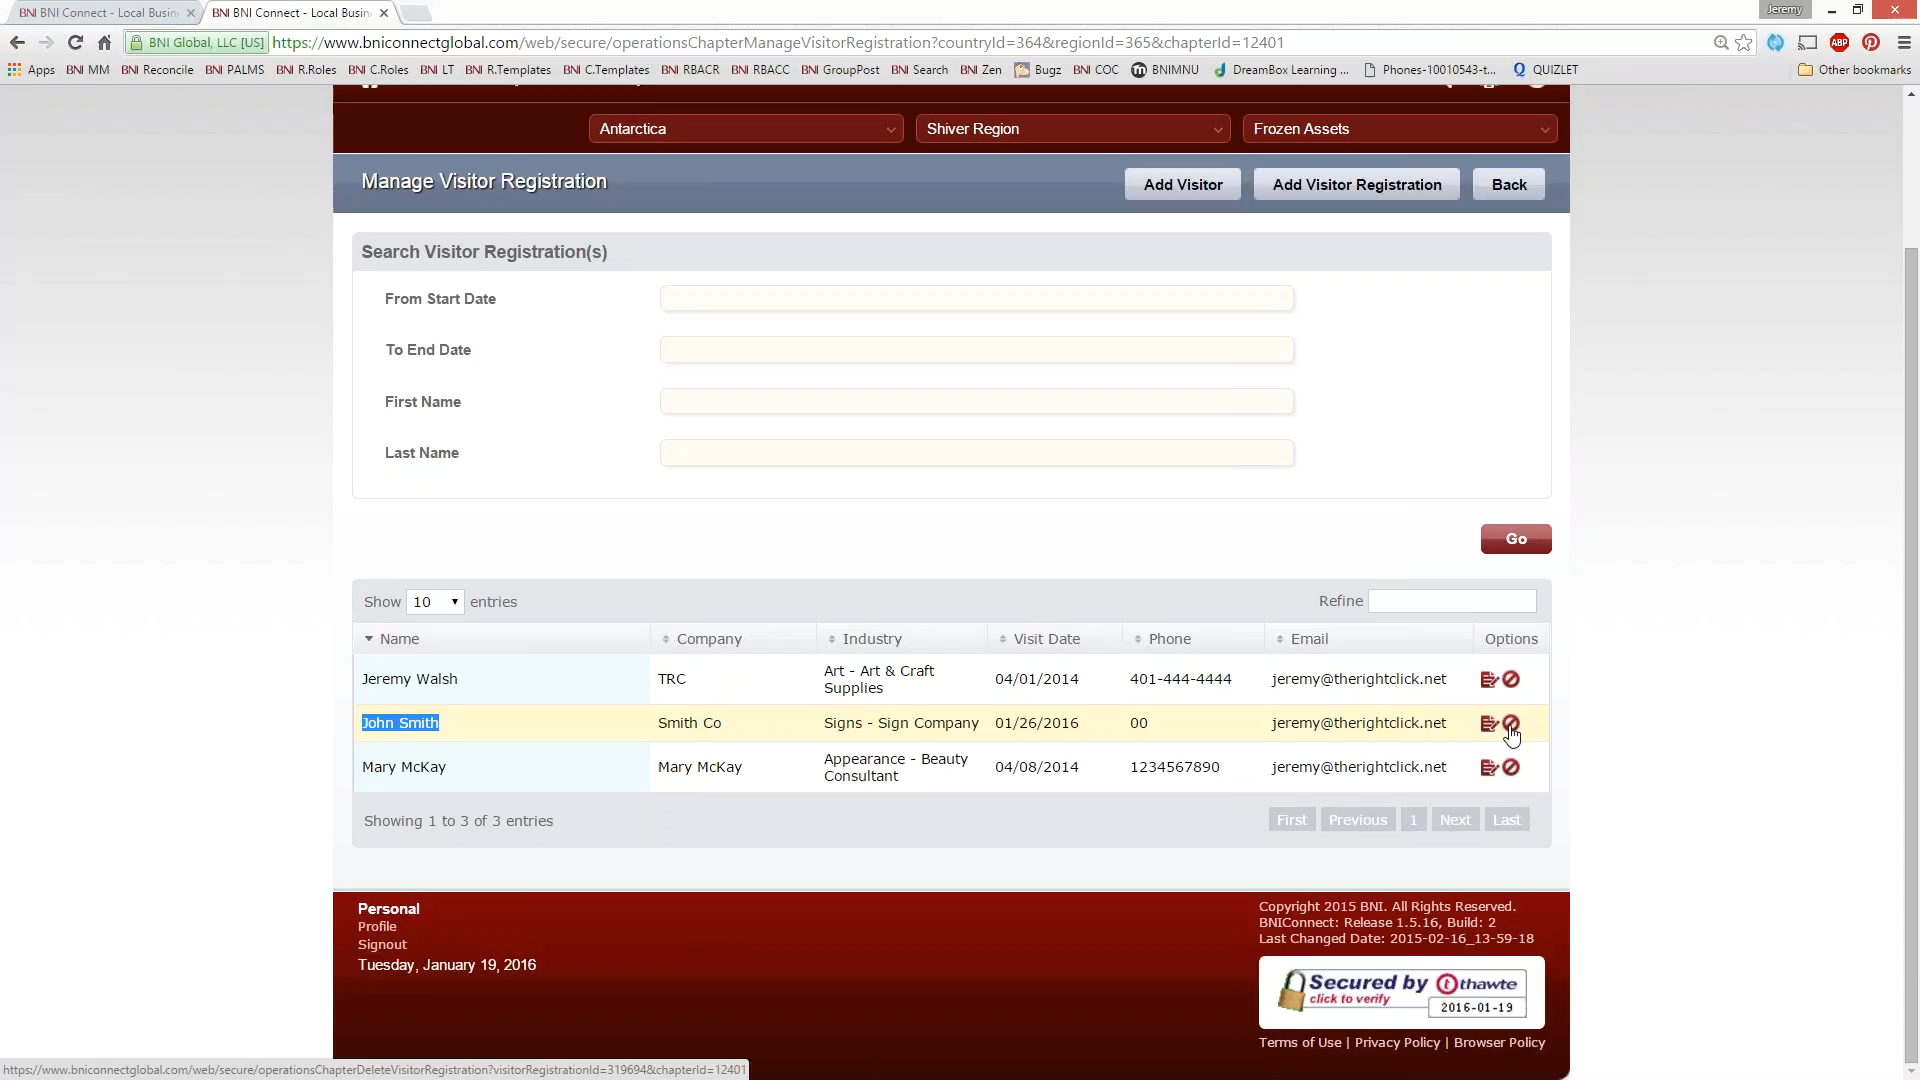 BNI BNI Connect - Local Busin
BNI BNI Connect - Local Busin
Jeremy
BNI Global, LLC [US] https://www.bniconnectglobal.com/web/secure/operationsChapterManageVisitorRegistration?countryId=364&regionId=365&chapterId=12401
ABP
Apps BNI MM BNI Reconcile BNI PALMS BNI R.Roles BNI C.Roles BNI LT BNI R.Templates BNI C.Templates BNI RBACR BNI RBACC BNI GroupPost BNI Search BNI Zen Bugz BNI COC BNIMNU DreamBox Learning ... Phones-10010543-t... QUIZLET Other bookmarks
Antarctica Shiver Region Frozen Assets
Manage Visitor Registration Add Visitor Add Visitor Registration Back
Search Visitor Registration(s)
From Start Date
To End Date
First Name
Last Name
Go
Show 10 entries Refine
Name Company Industry Visit Date Phone Email Options
Jeremy Walsh TRC Art - Art & Craft Supplies 04/01/2014 401-444-4444 jeremy@therightclick.net
John Smith Smith Co Signs - Sign Company 01/26/2016 00 jeremy@therightclick.net
Mary McKay Mary McKay Appearance - Beauty Consultant 04/08/2014 1234567890 jeremy@therightclick.net
Showing 1 to 3 of 3 entries First Previous 1 Next Last
Personal
Profile
Signout
Tuesday, January 19, 2016
Copyright 2015 BNI. All Rights Reserved.
BNIConnect: Release 1.5.16, Build: 2
Last Changed Date: 2015-02-16_13-59-18
Secured by thawte
click to verify
2016-01-19
Terms of Use | Privacy Policy | Browser Policy
https://www.bniconnectglobal.com/web/secure/operationsChapterDeleteVisitorRegistration?visitorRegistrationId=319694&chapterId=12401